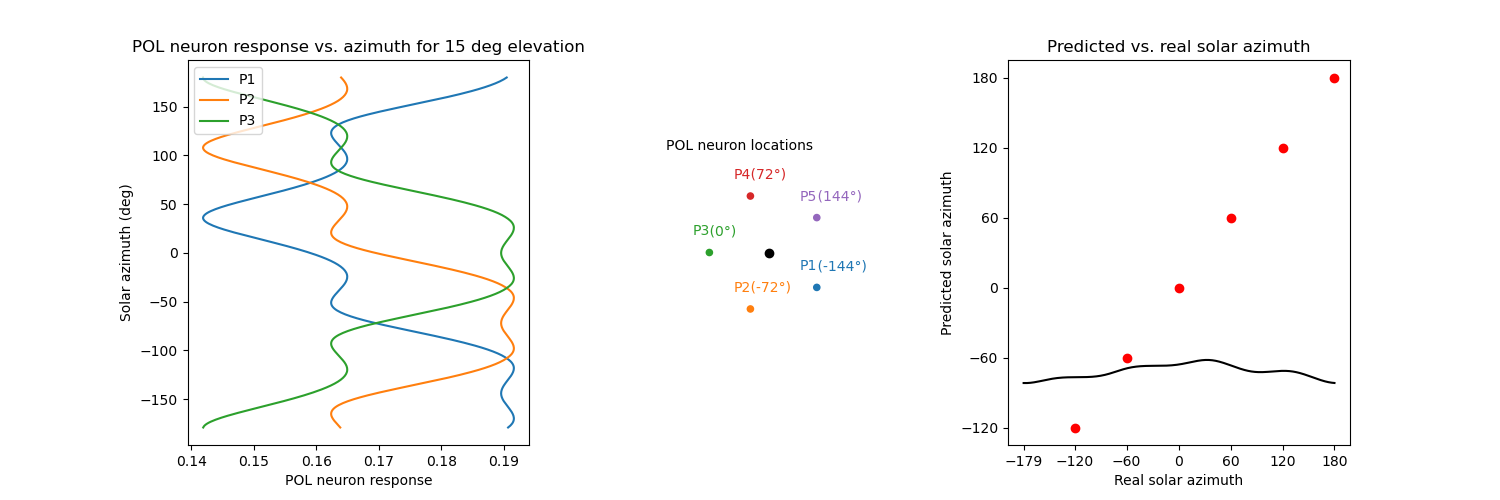 POL neuron response vs. azimuth for 15 deg elevation
P1
P2
P3
150
100
50
0
−50
−100
−150
Solar azimuth (deg)
0.14 0.15 0.16 0.17 0.18 0.19
POL neuron response
POL neuron locations
P4(72°)
P5(144°)
P3(0°)
P1(-144°)
P2(-72°)
Predicted vs. real solar azimuth
180
120
60
0
−60
−120
Predicted solar azimuth
−179 −120 −60 0 60 120 180
Real solar azimuth